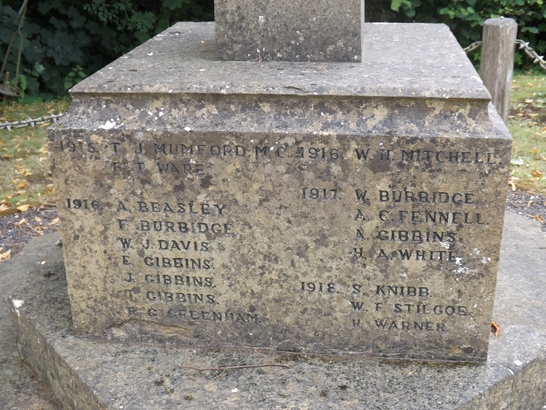 1915. T. J. MUMFORD. M.C.
F. T. WARE.
1916. A. BEASLEY.
F. BURBIDGE.
W. J. DAVIS.
E. GIBBINS.
J. GIBBINS.
GIBBINS.
F. G. GREENHAM.
1916. W. H. MITCHELL.
1917. W. BURBIDGE.
A. C. FENNELL.
A. GIBBINS.
H. A. WHITE.
1918. S. KNIBB.
W. F. STILGOE.
H. WARNER.